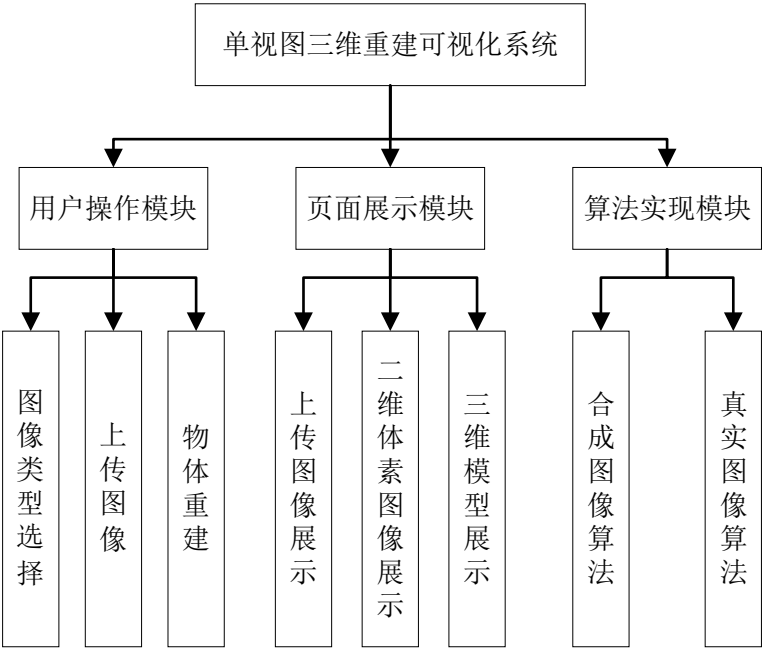 单视图三维重建可视化系统
用户操作模块
页面展示模块
算法实现模块
图像类型选择
上传图像
物体重建
上传图像展示
二维体素图像展示
三维模型展示
合成图像算法
真实图像算法